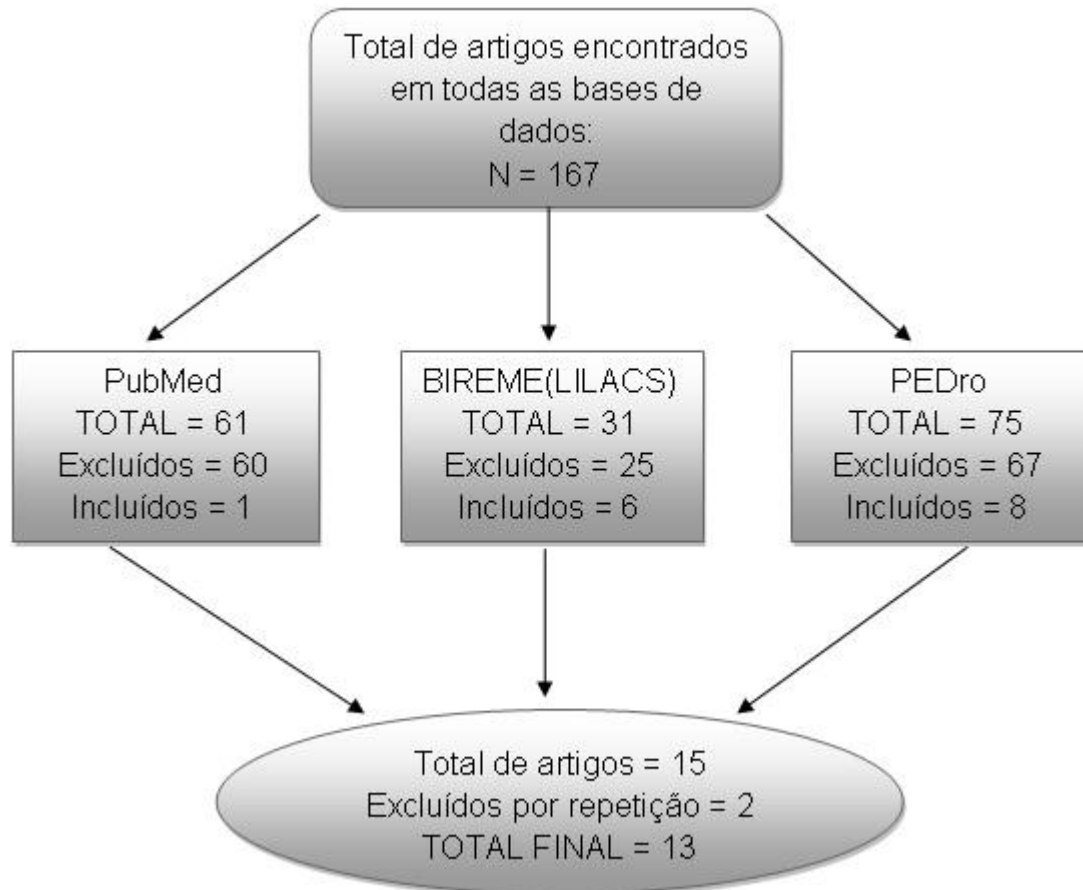 Total de artigos encontrados
em todas as bases de
dados:
N = 167
PubMed
TOTAL = 61
Excluídos = 60
Incluídos = 1
BIREME(LILACS)
TOTAL = 31
Excluídos = 25
Incluídos = 6
PEDro
TOTAL = 75
Excluídos = 67
Incluídos = 8
Total de artigos = 15
Excluídos por repetição = 2
TOTAL FINAL = 13